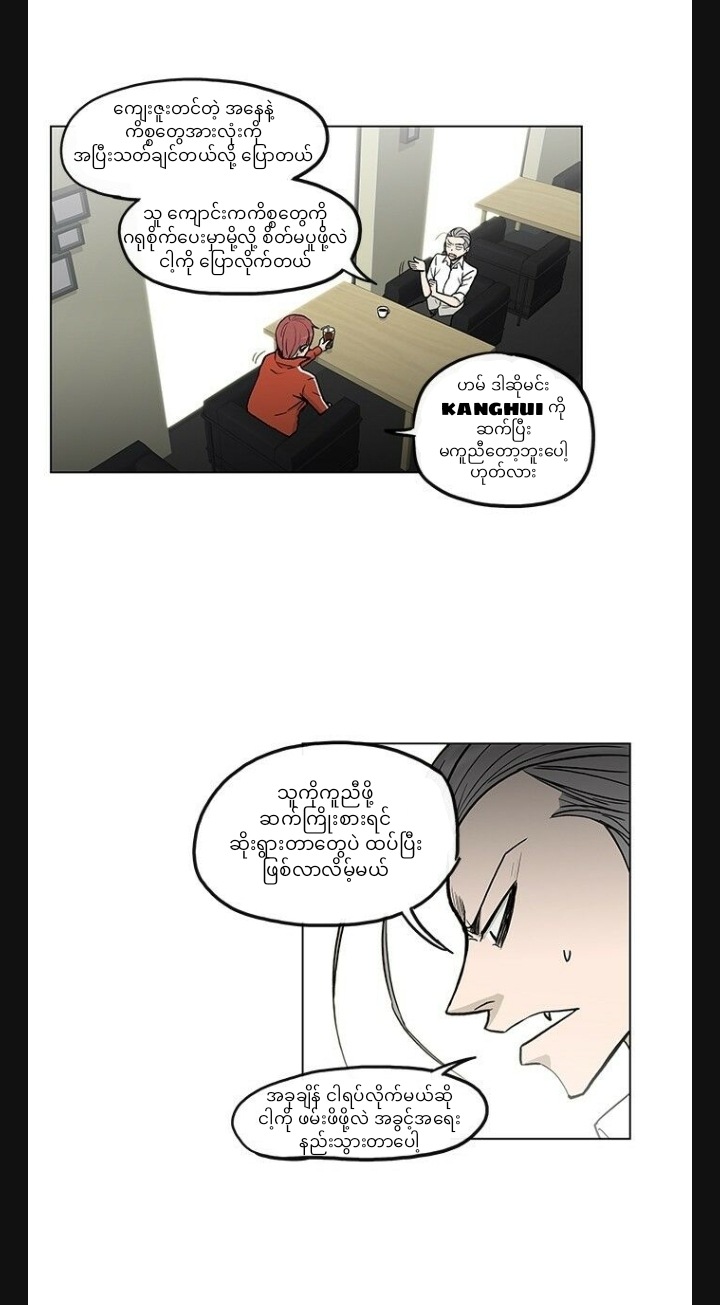 ကျေးဇူးတင်တဲ့ အနေနဲ့
ကိစ္စတွေအားလုံးကို
အပြီးသတ်ချင်တယ်လို့ ပြောတယ်
သူ ကျောင်းကကိစ္စတွေကို
ဂရုစိုက်ပေးမှာမို့လို့ စိတ်မပူဖို့လဲ
ငါ့ကို ပြောလိုက်တယ်
ဟမ် ဒါဆိုမင်း
KANGHUI ကို
ဆက်ပြီး
မကူညီတော့ဘူးပေါ့
ဟုတ်လား
သူ့ကိုကူညီဖို့
ဆက်ကြိုးစားရင်
ဆိုးရွားတာတွေပဲ ထပ်ပြီး
ဖြစ်လာလိမ့်မယ်
အခုချိန် ငါရပ်လိုက်မယ်ဆို
ငါ့ကို ဖမ်းဖိဖို့လဲ အခွင့်အရေး
နည်းသွားတာပေါ့